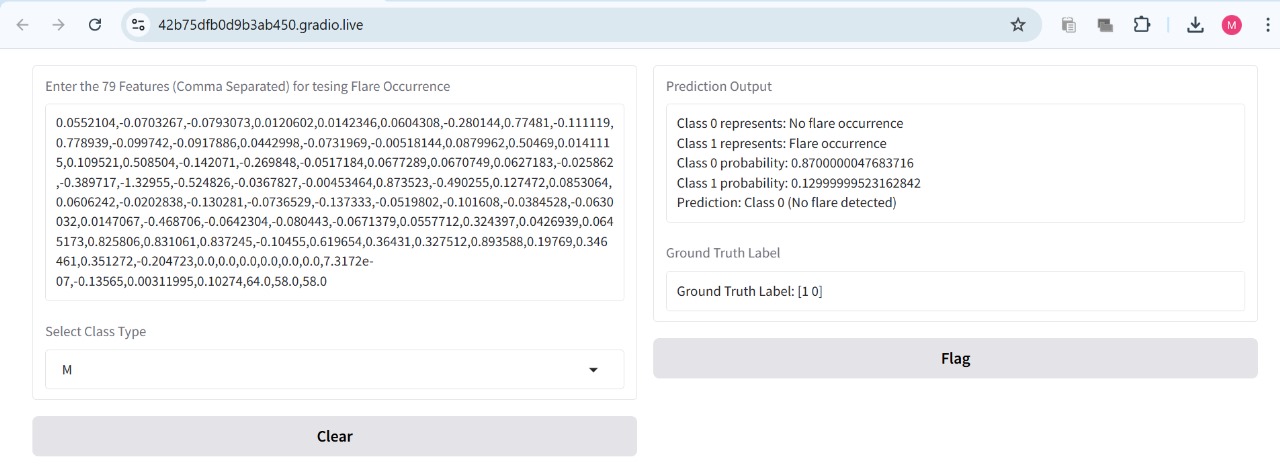 42b75dfb0d9b3ab450.gradio.live
M
Enter the 79 Features (Comma Separated) for tesing Flare Occurrence
0.0552104,-0.0703267,-0.0793073,0.0120602,0.0142346,0.0604308,-0.280144,0.77481,-0.111119,
0.778939,-0.099742,-0.0917886,0.0442998,-0.0731969,-0.00518144,0.0879962,0.50469,0.014111
5,0.109521,0.508504,-0.142071,-0.269848,-0.0517184,0.0677289,0.0670749,0.0627183,-0.025862
,-0.389717,-1.32955,-0.524826,-0.0367827,-0.00453464,0.873523,-0.490255,0.127472,0.0853064,
0.0606242,-0.0202838,-0.130281,-0.0736529,-0.137333,-0.0519802,-0.101608,-0.0384528,-0.0630
032,0.0147067,-0.468706,-0.0642304,-0.080443,-0.0671379,0.0557712,0.324397,0.0426939,0.064
5173,0.825806,0.831061,0.837245,-0.10455,0.619654,0.36431,0.327512,0.893588,0.19769,0.346
461,0.351272,-0.204723,0.0,0.0,0.0,0.0,0.0,0.0,7.3172e-
07,-0.13565,0.00311995,0.10274,64.0,58.0,58.0
Select Class Type
M
Clear
Prediction Output
Class 0 represents: No flare occurrence
Class 1 represents: Flare occurrence
Class 0 probability: 0.8700000047683716
Class 1 probability: 0.12999999523162842
Prediction: Class 0 (No flare detected)
Ground Truth Label
Ground Truth Label: [1 0]
Flag